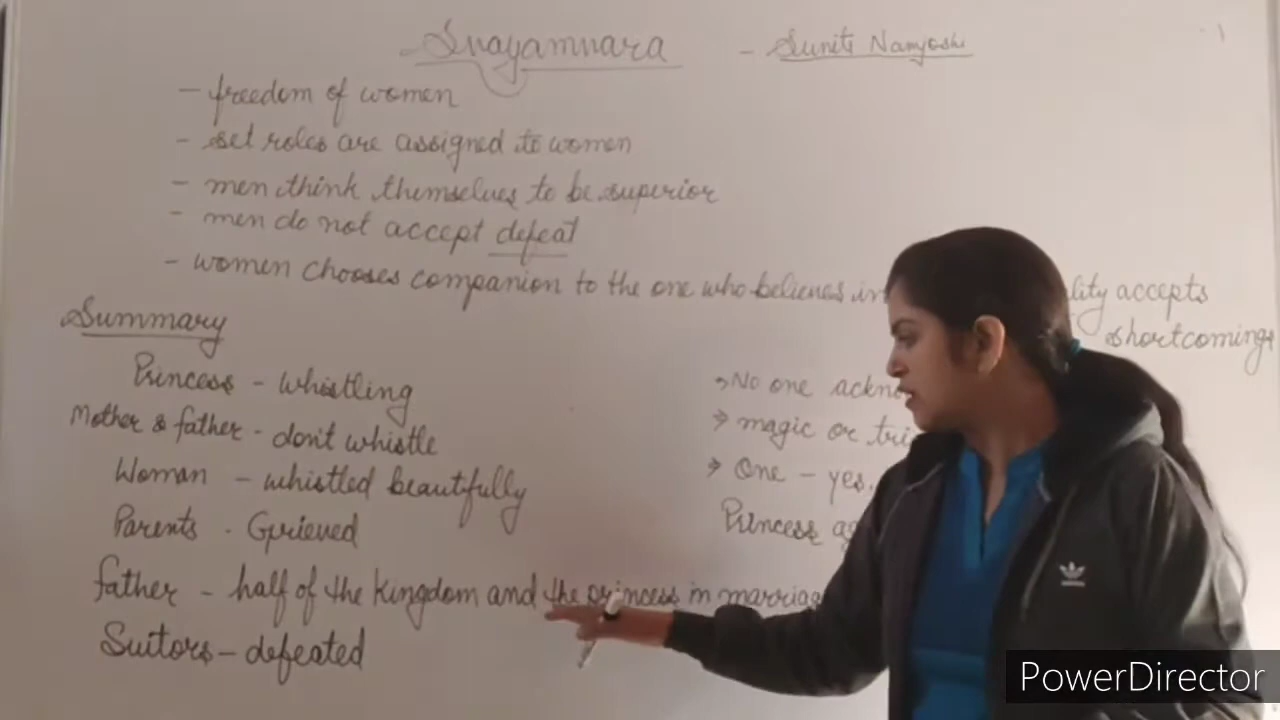 Svayamvara - Suniti Namjoshi
- freedom of women
- set roles are assigned to women
- men think themselves to be superior
- men do not accept defeat
- women chooses companion to the one who believes in lity accepts
shortcomings
Summary
Princess - whistling
Mother & father - don't whistle
Woman - whistled beautifully
Parents - Grieved
father - half of the kingdom and the princess in marriag
Suitors - defeated
→ No one ackno
→ magic or tri
→ One - yes.
Princess ag
PowerDirector